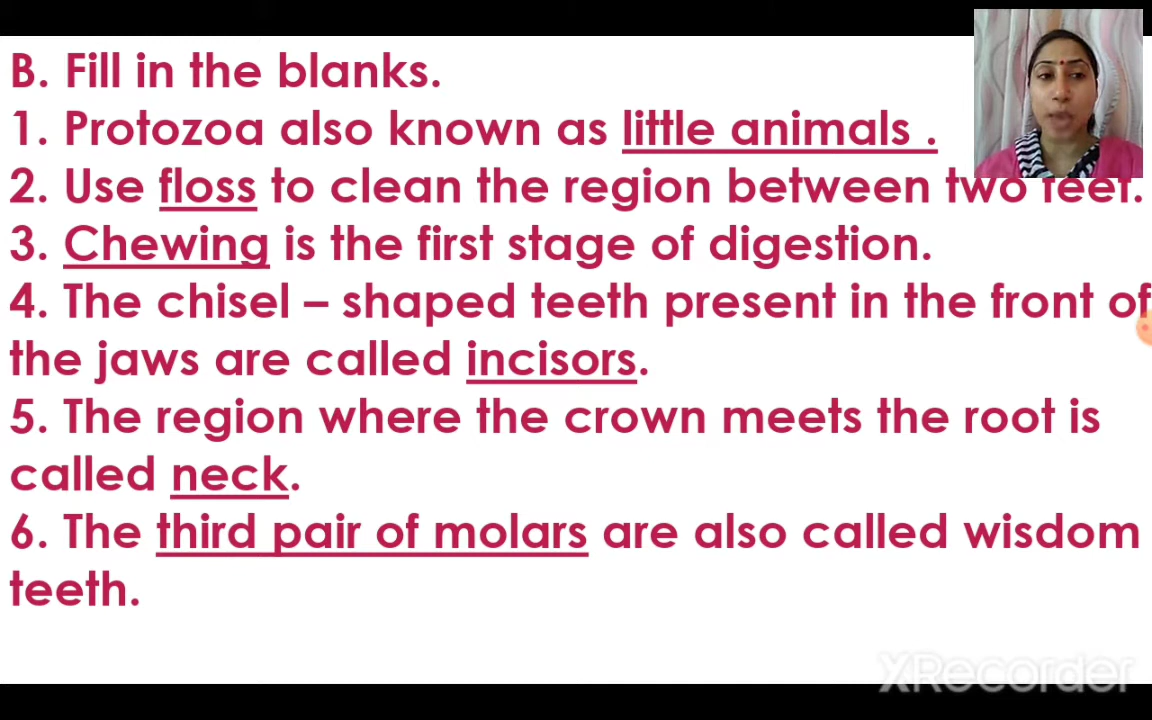 B. Fill in the blanks.
1. Protozoa also known as little animals .
2. Use floss to clean the region between two feet.
3. Chewing is the first stage of digestion.
4. The chisel – shaped teeth present in the front of
the jaws are called incisors.
5. The region where the crown meets the root is
called neck.
6. The third pair of molars are also called wisdom
teeth.
XRecorder